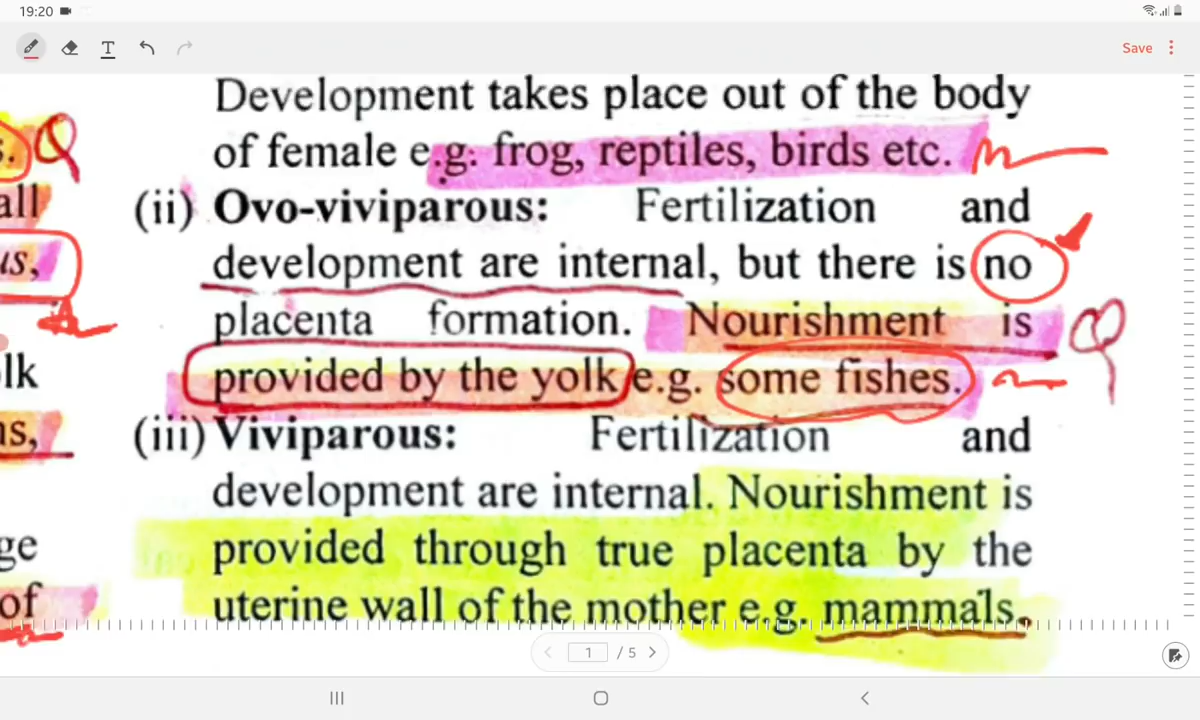 19:20
T
Save
Development takes place out of the body
s.
of female e.g. frog, reptiles, birds etc.
all
(ii) Ovo-viviparous: Fertilization and
us,
development are internal, but there is no
placenta formation. Nourishment is
lk
provided by the yolk e.g. some fishes.
ns,
(iii) Viviparous: Fertilization and
development are internal. Nourishment is
ge
provided through true placenta by the
of
uterine wall of the mother e.g. mammals.
1 / 5